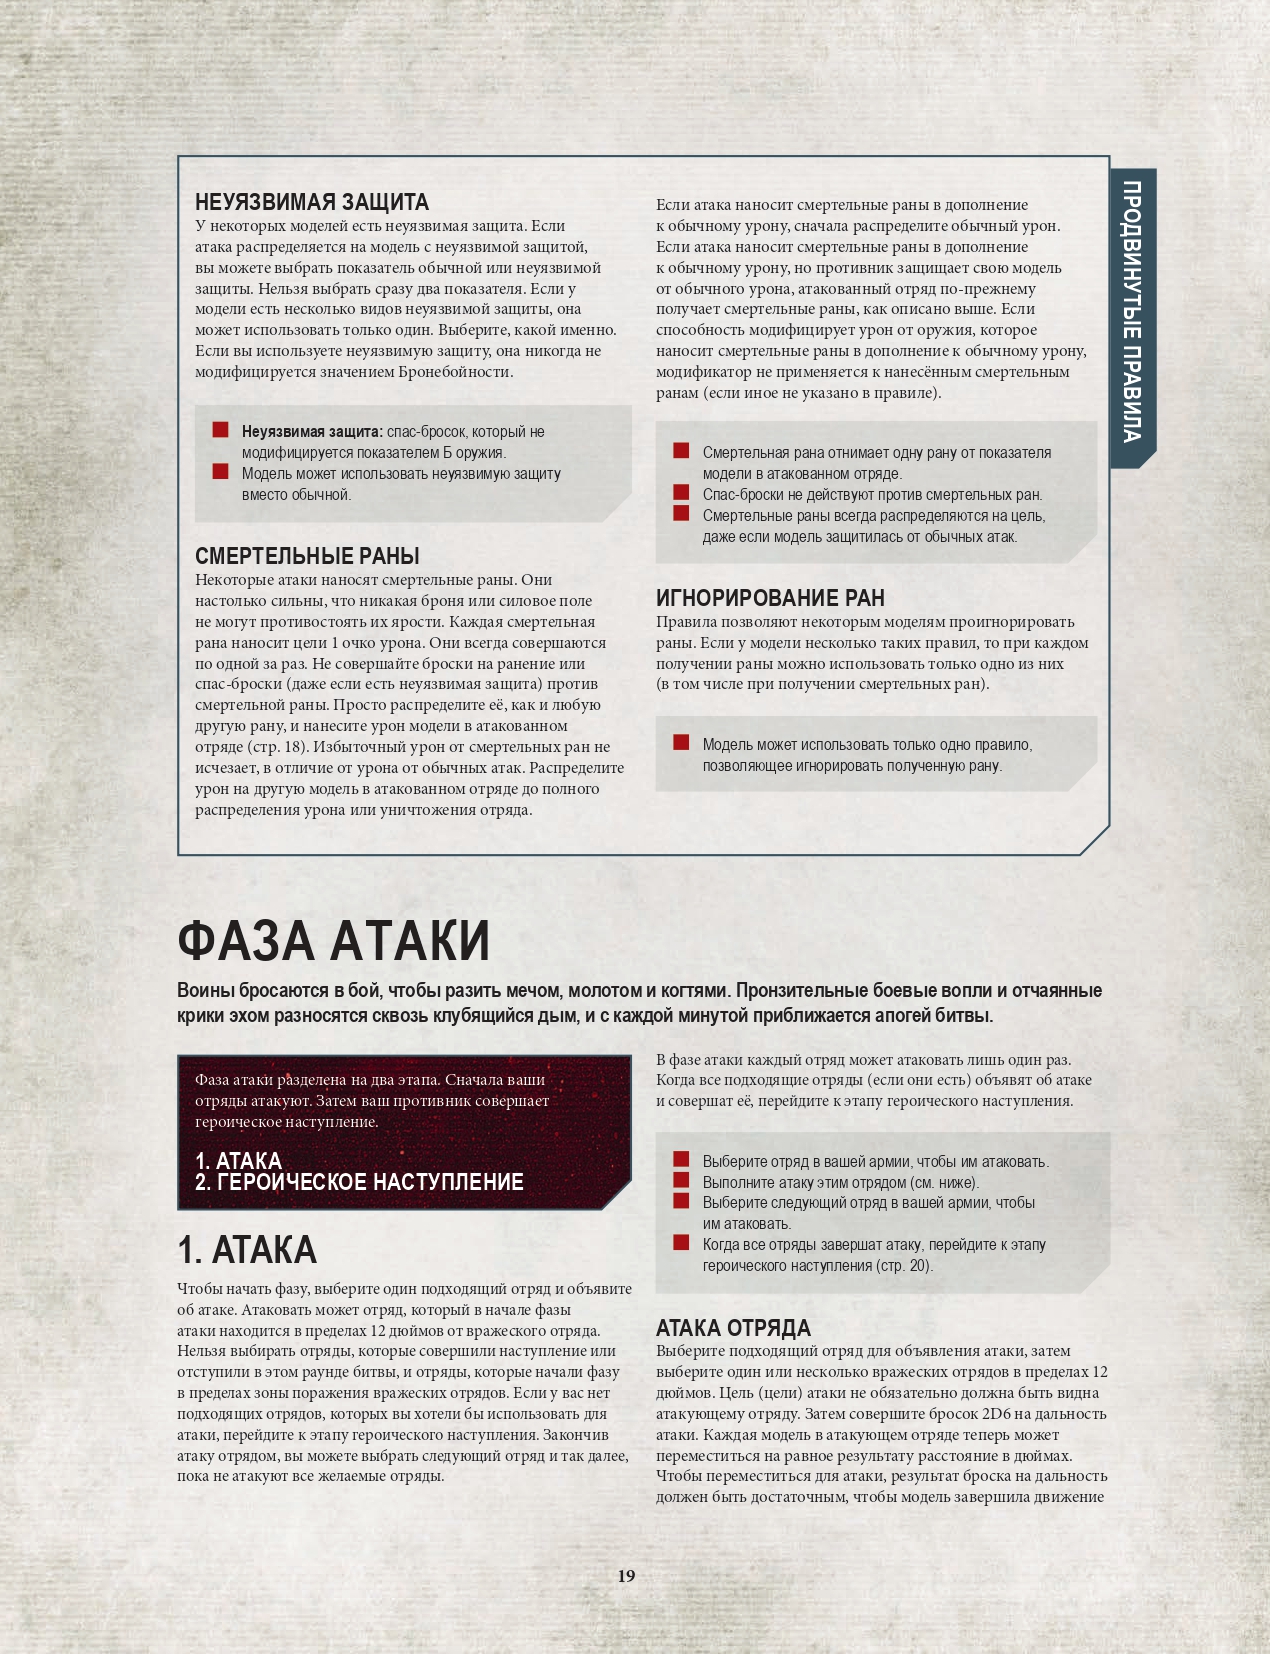 НЕУЯЗВИМАЯ ЗАЩИТА
У некоторых моделей есть неуязвимая защита. Если
атака распределяется на модель с неуязвимой защитой,
вы можете выбрать показатель обычной или неуязвимой
защиты. Нельзя выбрать сразу два показателя. Если у
модели есть несколько видов неуязвимой защиты, она
может использовать только один. Выберите, какой именно.
Если вы используете неуязвимую защиту, она никогда не
модифицируется значением Бронебойности.
Неуязвимая защита: спас-бросок, который не
модифицируется показателем Б оружия.
Модель может использовать неуязвимую защиту
вместо обычной.
СМЕРТЕЛЬНЫЕ РАНЫ
Некоторые атаки наносят смертельные раны. Они
настолько сильны, что никакая броня или силовое поле
не могут противостоять их ярости. Каждая смертельная
рана наносит цели 1 очко урона. Они всегда совершаются
по одной за раз. Не совершайте броски на ранение или
спас-броски (даже если есть неуязвимая защита) против
смертельной раны. Просто распределите её, как и любую
другую рану, и нанесите урон модели в атакованном
отряде (стр. 18). Избыточный урон от смертельных ран не
исчезает, в отличие от урона от обычных атак. Распределите
урон на другую модель в атакованном отряде до полного
распределения урона или уничтожения отряда.
Если атака наносит смертельные раны в дополнение
к обычному урону, сначала распределите обычный урон.
Если атака наносит смертельные раны в дополнение
к обычному урону, но противник защищает свою модель
от обычного урона, атакованный отряд по-прежнему
получает смертельные раны, как описано выше. Если
способность модифицирует урон от оружия, которое
наносит смертельные раны в дополнение к обычному урону,
модификатор не применяется к нанесённым смертельным
ранам (если иное не указано в правиле).
Смертельная рана отнимает одну рану от показателя
модели в атакованном отряде.
Спас-броски не действуют против смертельных ран.
Смертельные раны всегда распределяются на цель,
даже если модель защитилась от обычных атак.
ИГНОРИРОВАНИЕ РАН
Правила позволяют некоторым моделям проигнорировать
раны. Если у модели несколько таких правил, то при каждом
получении раны можно использовать только одно из них
(в том числе при получении смертельных ран).
Модель может использовать только одно правило,
позволяющее игнорировать полученную рану.
ПРОДВИНУТЫЕ ПРАВИЛА
ФАЗА АТАКИ
Воины бросаются в бой, чтобы разить мечом, молотом и когтями. Пронзительные боевые вопли и отчаянные
крики эхом разносятся сквозь клубящийся дым, и с каждой минутой приближается апогей битвы.
Фаза атаки разделена на два этапа. Сначала ваши
отряды атакуют. Затем ваш противник совершает
героическое наступление.
1. АТАКА
2. ГЕРОИЧЕСКОЕ НАСТУПЛЕНИЕ
1. АТАКА
Чтобы начать фазу, выберите один подходящий отряд и объявите
об атаке. Атаковать может отряд, который в начале фазы
атаки находится в пределах 12 дюймов от вражеского отряда.
Нельзя выбирать отряды, которые совершили наступление или
отступили в этом раунде битвы, и отряды, которые начали фазу
в пределах зоны поражения вражеских отрядов. Если у вас нет
подходящих отрядов, которых вы хотели бы использовать для
атаки, перейдите к этапу героического наступления. Закончив
атаку отрядом, вы можете выбрать следующий отряд и так далее,
пока не атакуют все желаемые отряды.
В фазе атаки каждый отряд может атаковать лишь один раз.
Когда все подходящие отряды (если они есть) объявят об атаке
и совершат её, перейдите к этапу героического наступления.
Выберите отряд в вашей армии, чтобы им атаковать.
Выполните атаку этим отрядом (см. ниже).
Выберите следующий отряд в вашей армии, чтобы
им атаковать.
Когда все отряды завершат атаку, перейдите к этапу
героического наступления (стр. 20).
АТАКА ОТРЯДА
Выберите подходящий отряд для объявления атаки, затем
выберите один или несколько вражеских отрядов в пределах 12
дюймов. Цель (цели) атаки не обязательно должна быть видна
атакующему отряду. Затем совершите бросок 2D6 на дальность
атаки. Каждая модель в атакующем отряде теперь может
переместиться на равное результату расстояние в дюймах.
Чтобы переместиться для атаки, результат броска на дальность
должен быть достаточным, чтобы модель завершила движение
19